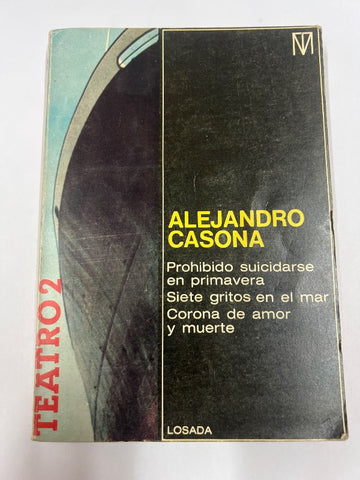 ALEJANDRO
CASONA
Prohibido suicidarse
en primavera
Siete gritos en el mar
Corona de amor
y muerte
TEATRO 2
LOSADA